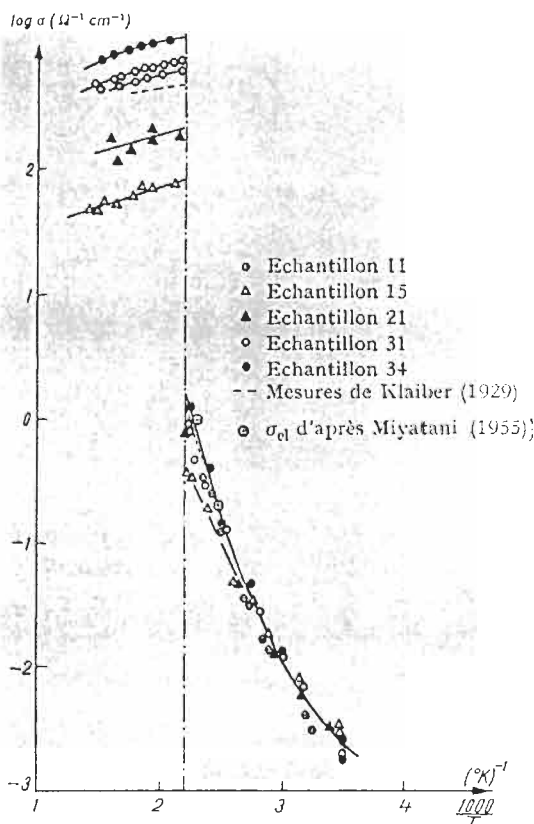 log σ (Ω⁻¹ cm⁻¹)
2
1
Echantillon 11
Echantillon 15
Echantillon 21
Echantillon 31
Echantillon 34
Mesures de Klaiber (1929)
σel d'après Miyatani (1955)
0
−1
−2
−3
1 2 3 4
(°K)⁻¹
1000
T